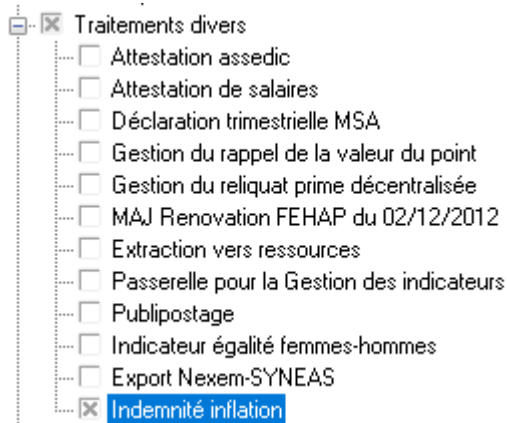 Traitements divers
Attestation assedic
Attestation de salaires
Déclaration trimestrielle MSA
Gestion du rappel de la valeur du point
Gestion du reliquat prime décentralisée
MAJ Renovation FEHAP du 02/12/2012
Extraction vers ressources
Passerelle pour la Gestion des indicateurs
Publipostage
Indicateur égalité femmes-hommes
Export Nexem-SYNEAS
Indemnité inflation